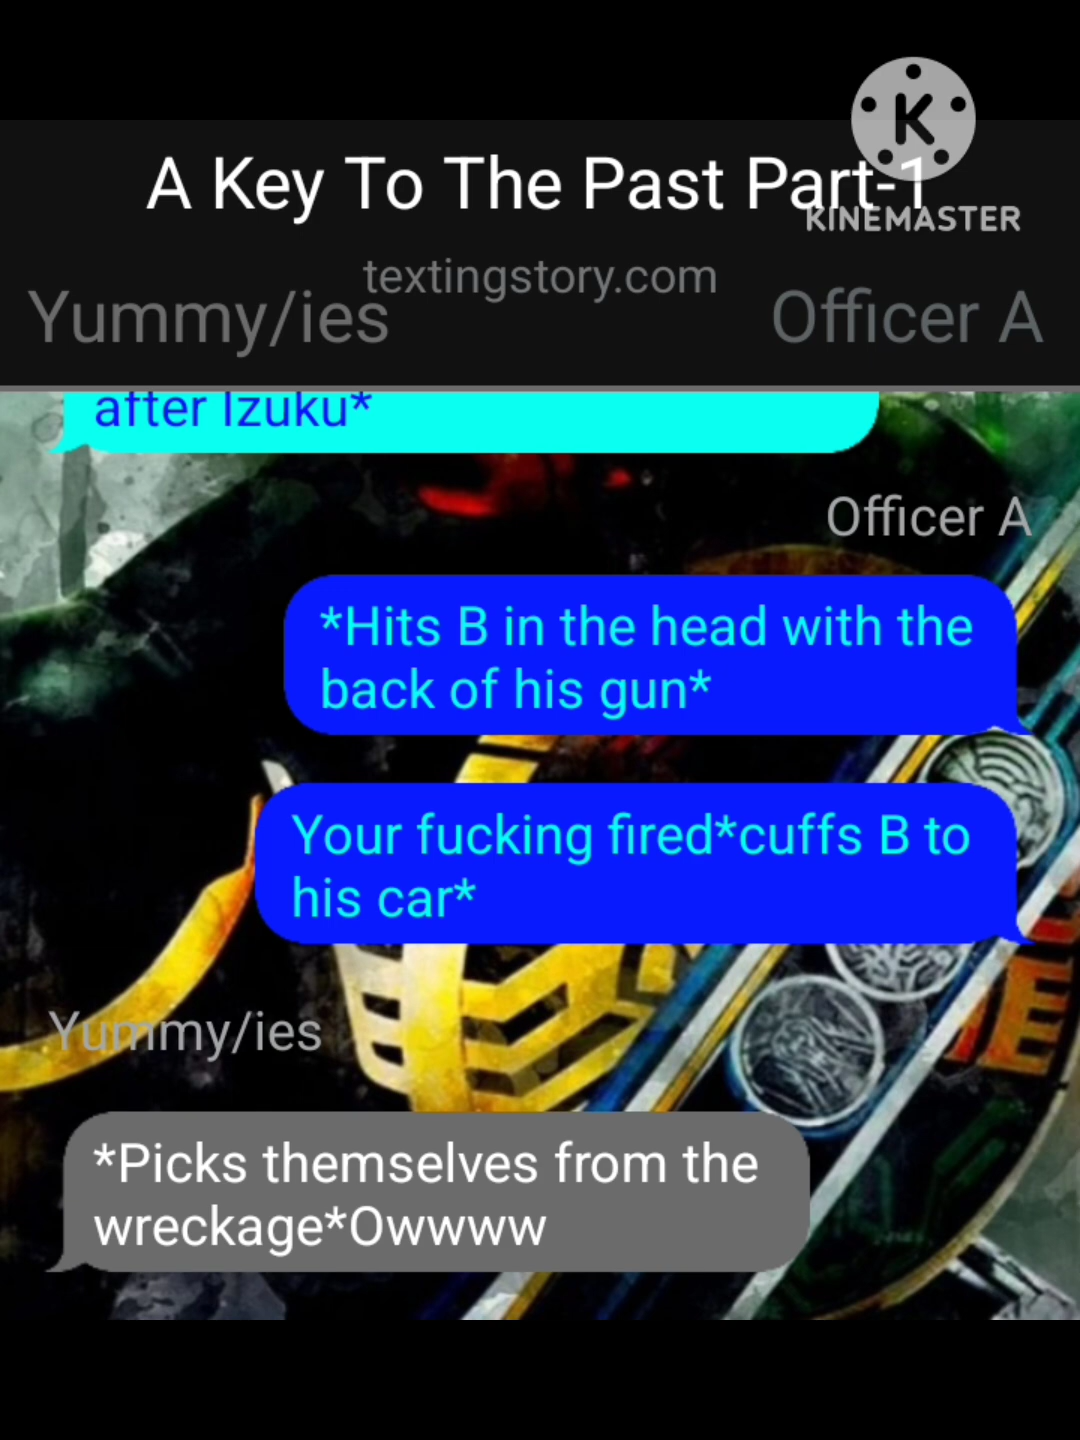 A Key To The Past Part-1
KINEMASTER
textingstory.com
Yummy/ies
Officer A
after Izuku*
Officer A
*Hits B in the head with the
back of his gun*
Your fucking fired*cuffs B to
his car*
Yummy/ies
*Picks themselves from the
wreckage*Owwww